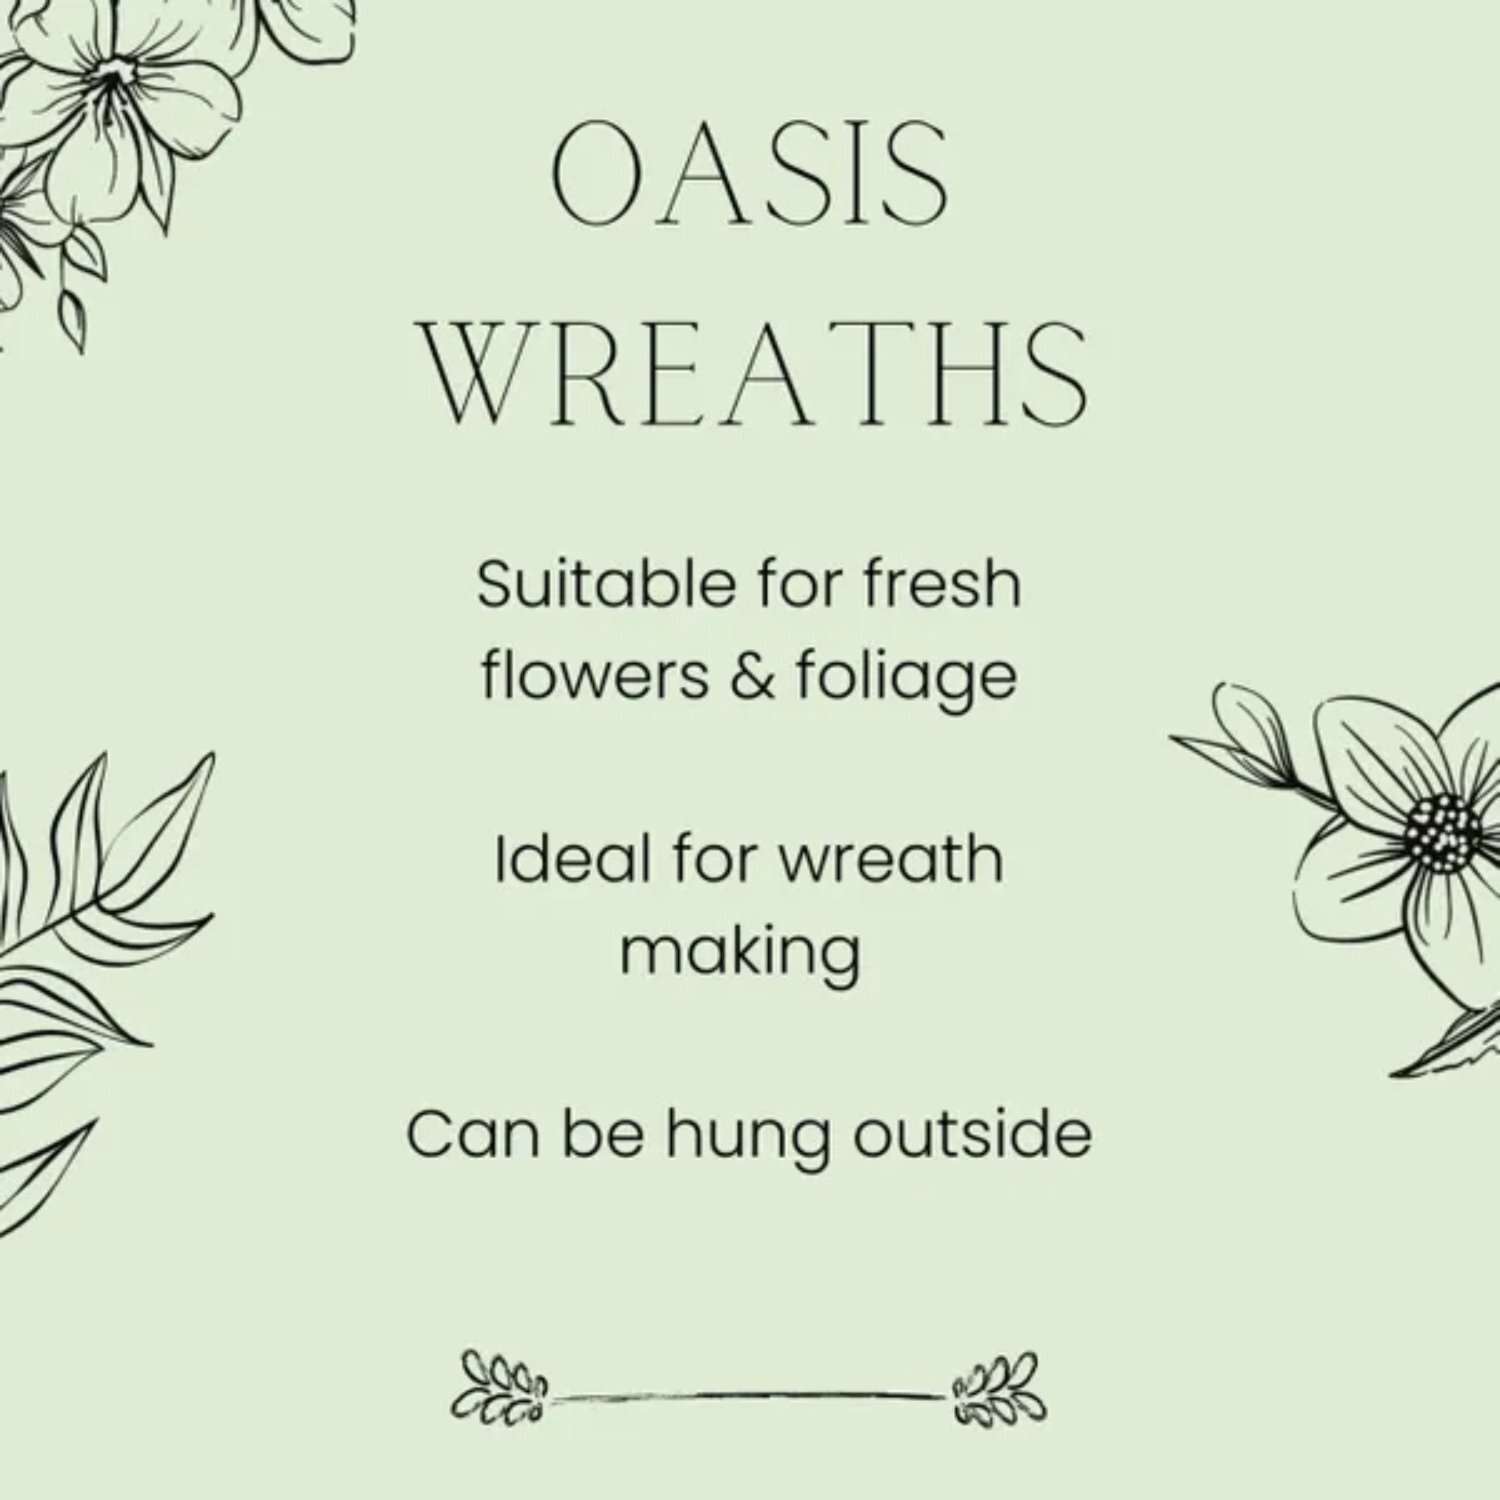 OASIS
WREATHS
Suitable for fresh
flowers & foliage
Ideal for wreath
making
Can be hung outside